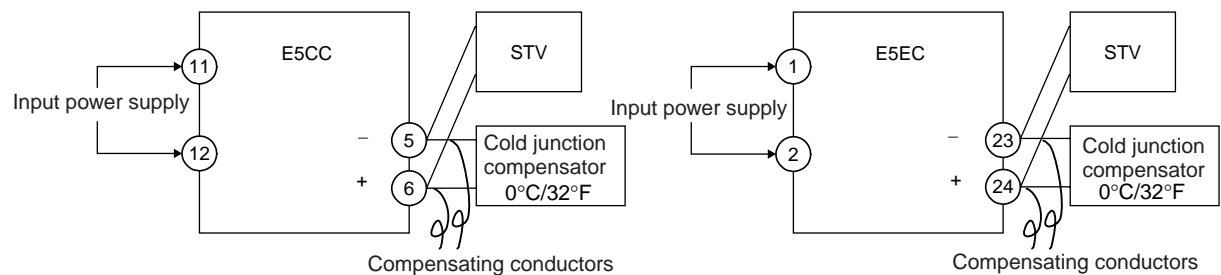 E5CC
STV
11
Input power supply
12
−
5
+
6
Cold junction
compensator
0°C/32°F
Compensating conductors
E5EC
STV
1
Input power supply
2
−
23
+
24
Cold junction
compensator
0°C/32°F
Compensating conductors